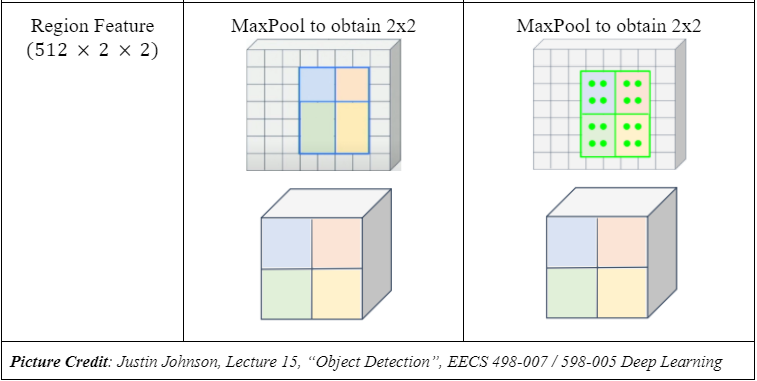 Region Feature
(512 × 2 × 2)
MaxPool to obtain 2x2
MaxPool to obtain 2x2
Picture Credit: Justin Johnson, Lecture 15, “Object Detection”, EECS 498-007 / 598-005 Deep Learning